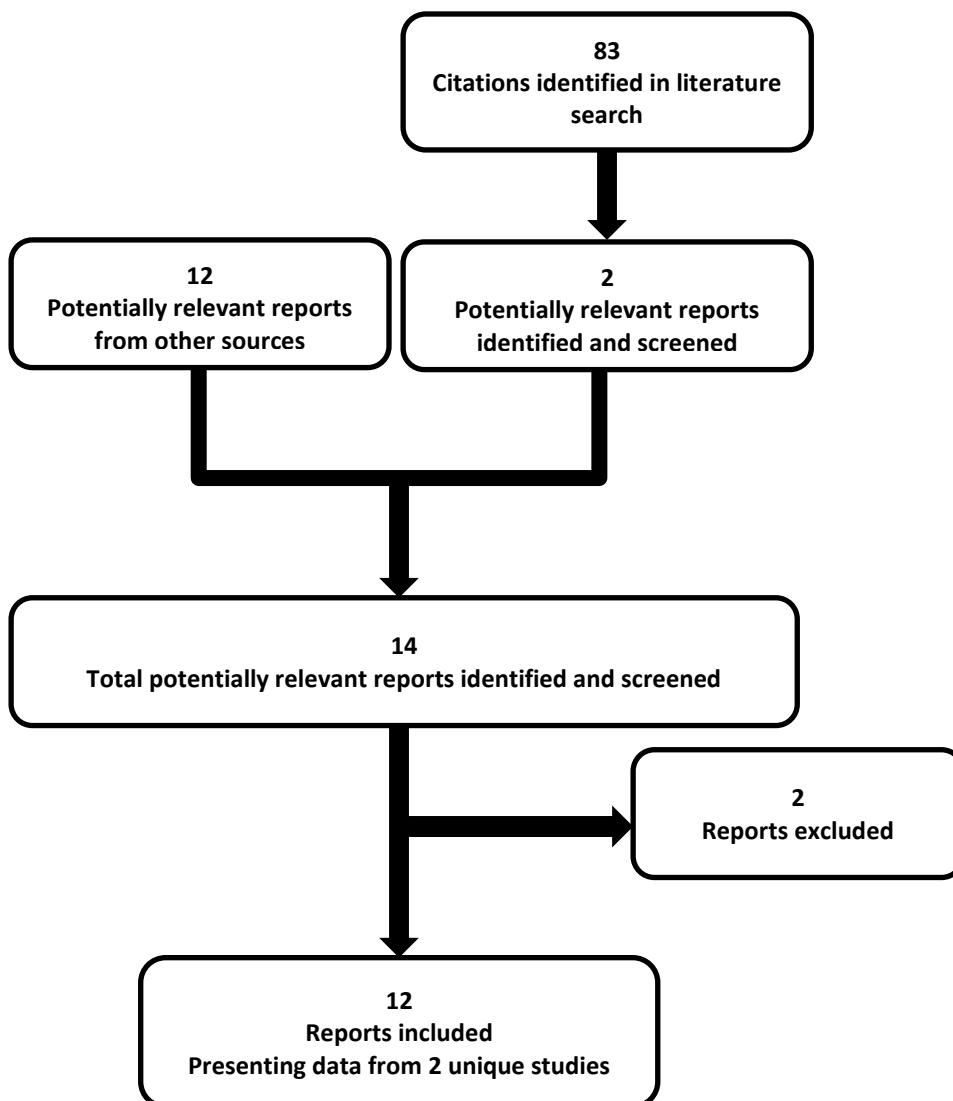 83
Citations identified in literature
search
12
Potentially relevant reports
from other sources
2
Potentially relevant reports
identified and screened
14
Total potentially relevant reports identified and screened
2
Reports excluded
12
Reports included
Presenting data from 2 unique studies